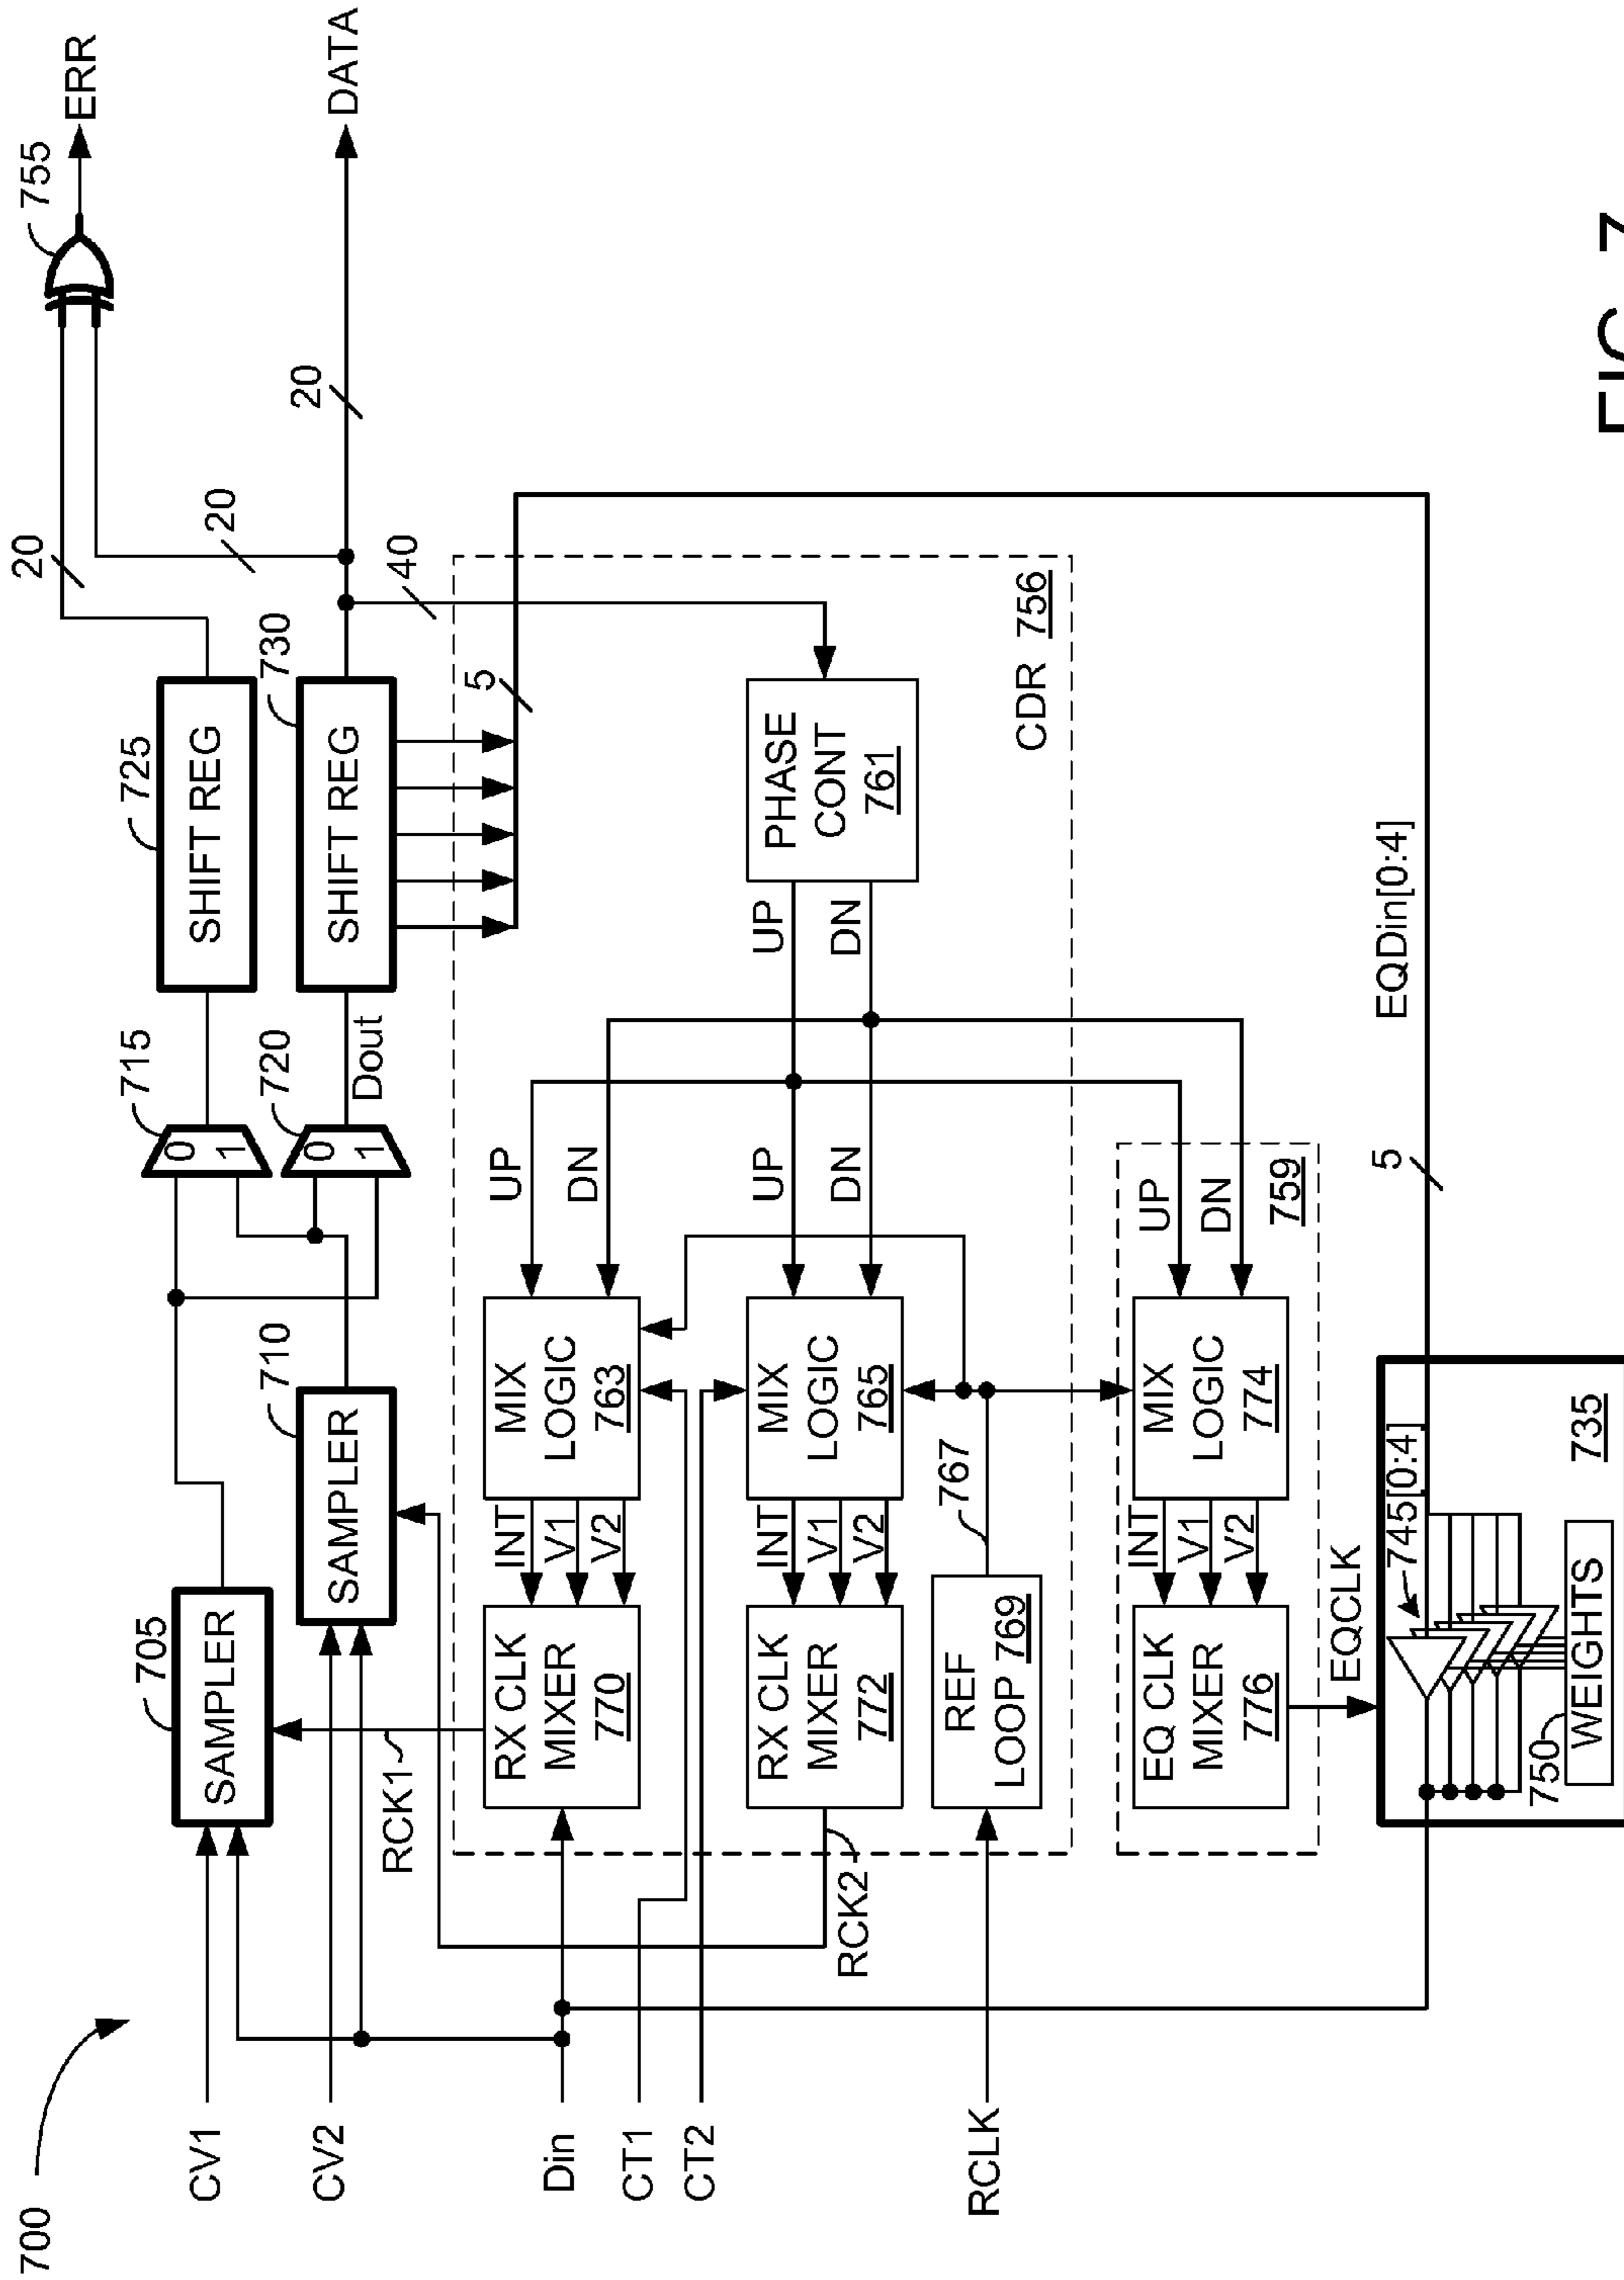 700
CV1
CV2
Din
CT1
CT2
RCLK
705
SAMPLER
710
SAMPLER
715
0
1
720
0
1
Dout
725
SHIFT REG
730
SHIFT REG
20
20
20
40
5
755
ERR
DATA
RCK1
RCK2
RX CLK
MIXER
770
INT
V1
V2
MIX
LOGIC
763
UP
DN
RX CLK
MIXER
772
INT
V1
V2
MIX
LOGIC
765
UP
DN
UP
DN
PHASE
CONT
761
CDR 756
REF
LOOP 769
767
EQ CLK
MIXER
776
INT
V1
V2
MIX
LOGIC
774
UP
DN
759
EQCLK
5
EQDin[0:4]
745[0:4]
735
750
WEIGHTS